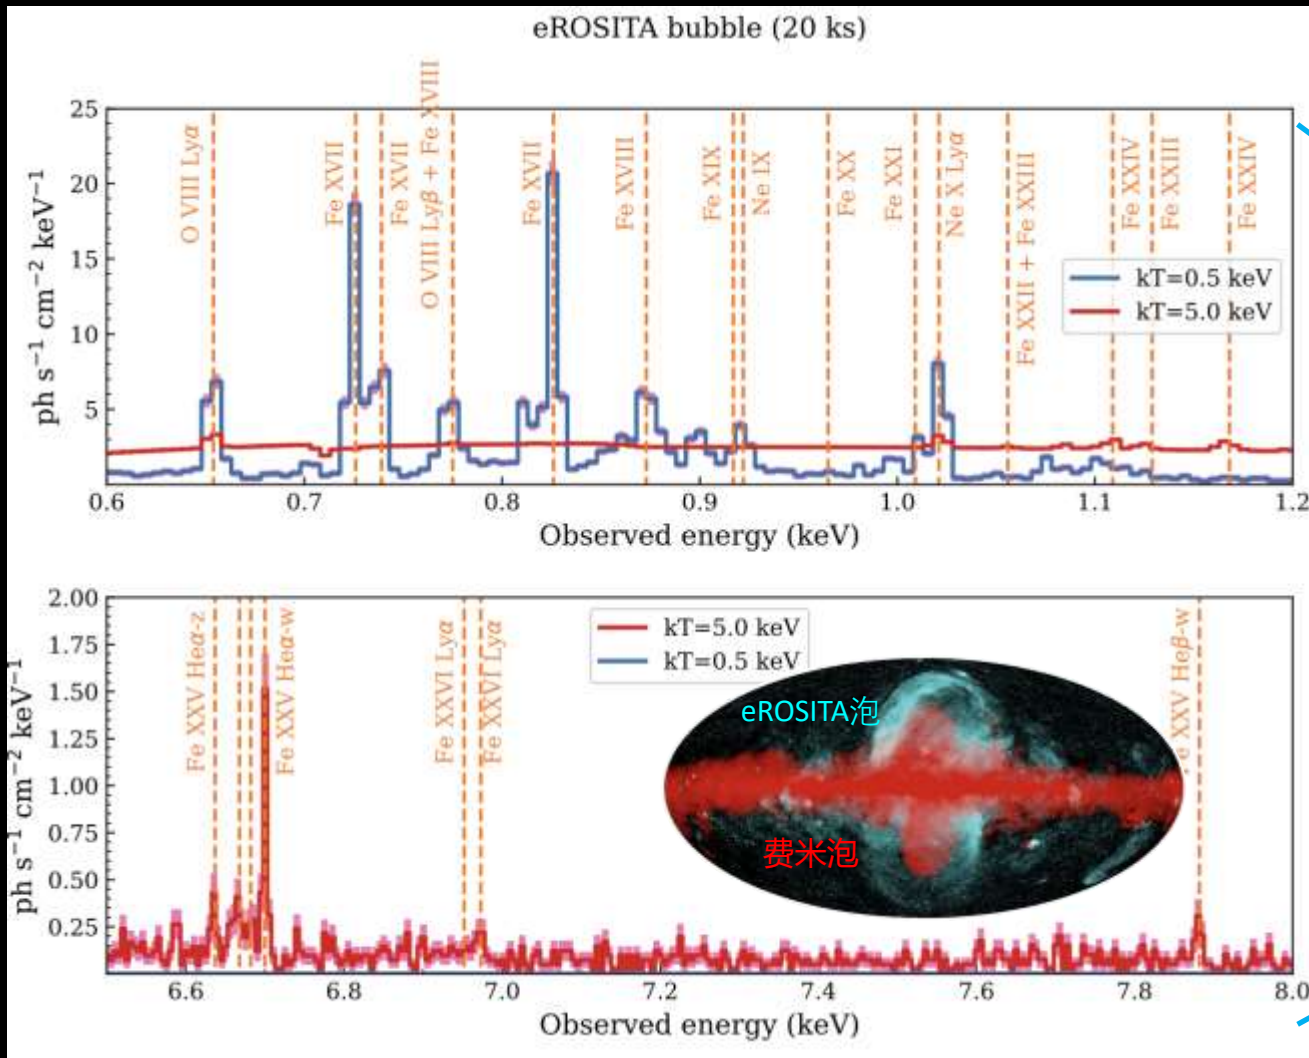 eROSITA bubble (20 ks)
25
20
15
10
5
ph s⁻¹ cm⁻² keV⁻¹
O VIII Lyα
Fe XVII
Fe XVII
O VIII Lyβ + Fe XVIII
Fe XVII
Fe XVIII
Fe XIX
Ne IX
Fe XX
Fe XXI
Ne X Lyα
Fe XXII + Fe XXIII
Fe XXIV
Fe XXIII
Fe XXIV
kT=0.5 keV
kT=5.0 keV
0.6 0.7 0.8 0.9 1.0 1.1 1.2
Observed energy (keV)
2.00
1.75
1.50
1.25
1.00
0.75
0.50
0.25
ph s⁻¹ cm⁻² keV⁻¹
Fe XXV Heα-z
Fe XXV Heα-w
Fe XXVI Lyα
Fe XXVI Lyα
kT=5.0 keV
kT=0.5 keV
e XXV Heβ-w
eROSITA泡
费米泡
6.6 6.8 7.0 7.2 7.4 7.6 7.8 8.0
Observed energy (keV)